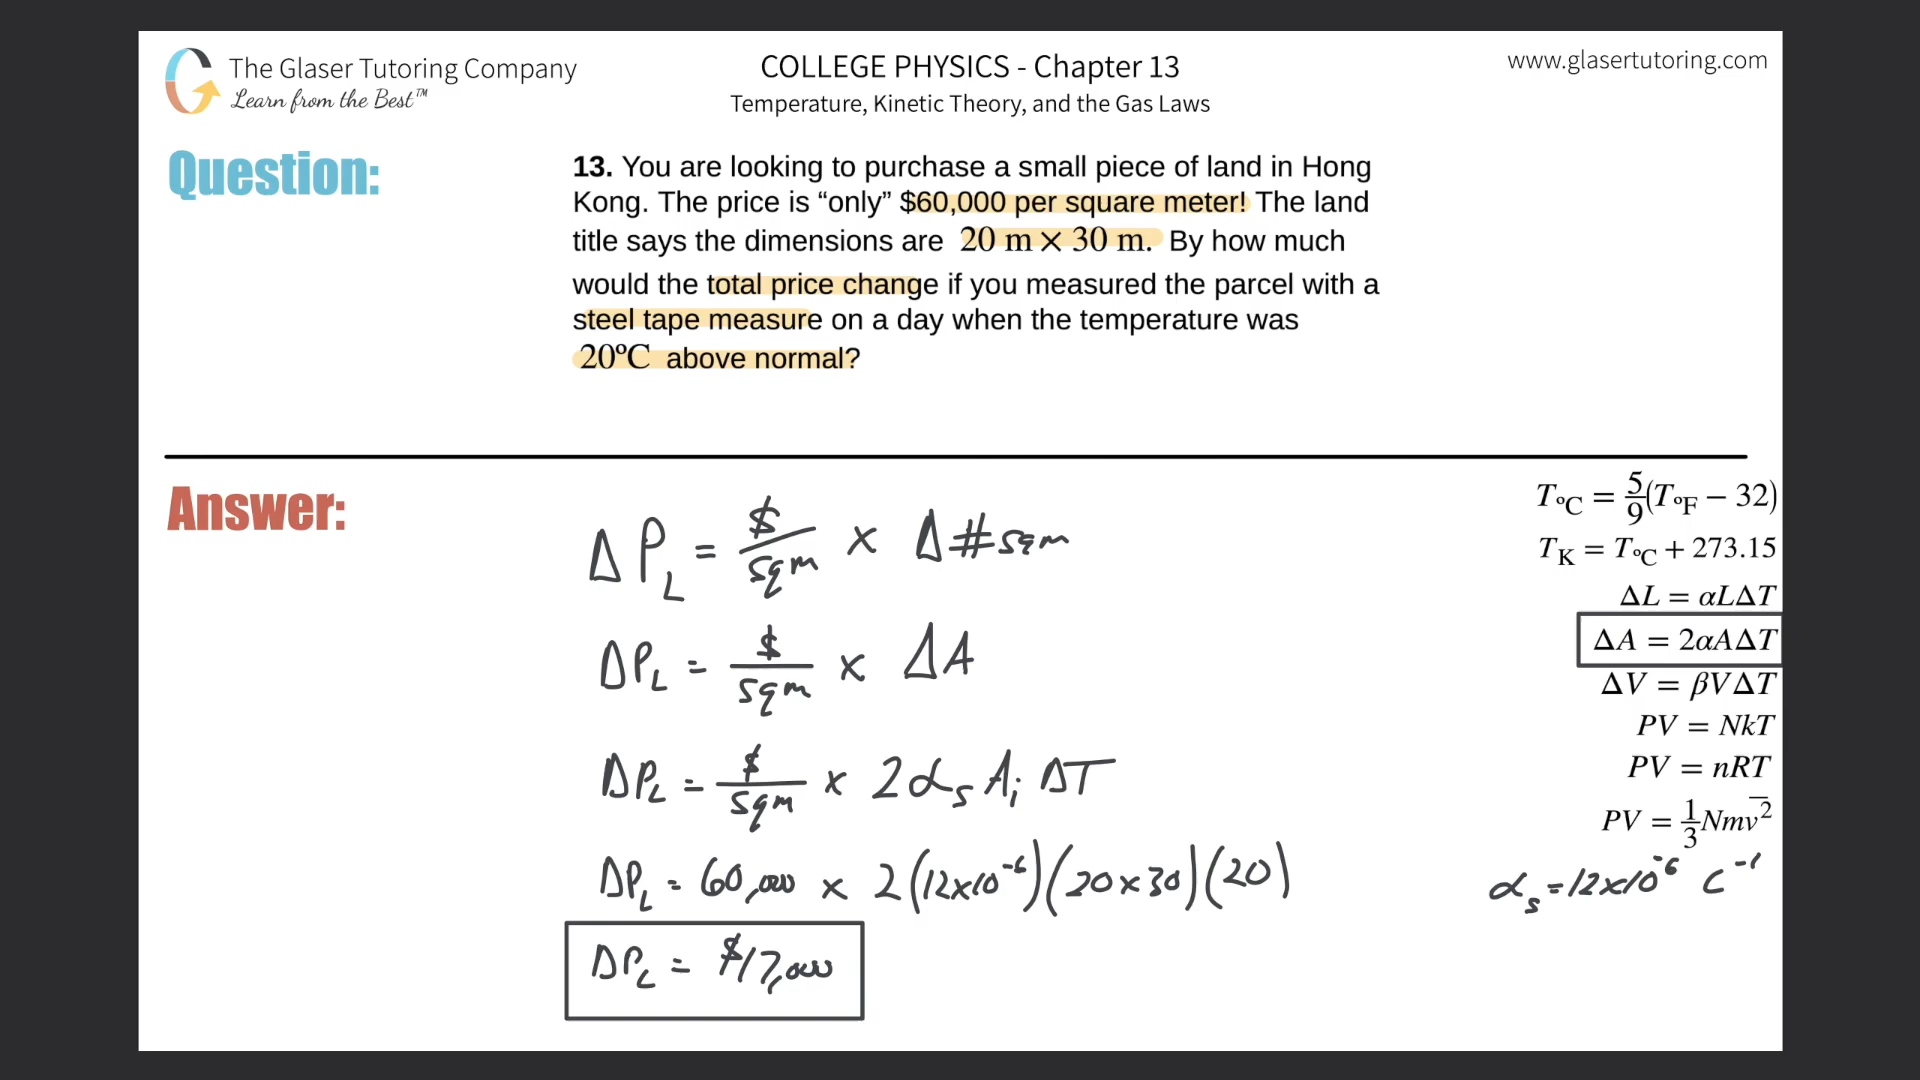 The Glaser Tutoring Company
Learn from the Best™
COLLEGE PHYSICS - Chapter 13
Temperature, Kinetic Theory, and the Gas Laws
www.glasertutoring.com
Question:
13. You are looking to purchase a small piece of land in Hong
Kong. The price is “only” $60,000 per square meter! The land
title says the dimensions are 20 m × 30 m. By how much
would the total price change if you measured the parcel with a
steel tape measure on a day when the temperature was
20ºC above normal?
Answer:
ΔP_L = $/sqm × Δ#sqm
ΔP_L = $/sqm × ΔA
ΔP_L = $/sqm × 2α_s A_i ΔT
ΔP_L = 60,000 × 2(12×10⁻⁶)(20×30)(20)
ΔP_L = $17,000
T_ºC = 5/9(T_ºF − 32)
T_K = T_ºC + 273.15
ΔL = αLΔT
ΔA = 2αAΔT
ΔV = βVΔT
PV = NkT
PV = nRT
PV = 1/3Nmv̅²
α_s = 12×10⁻⁶ C⁻¹